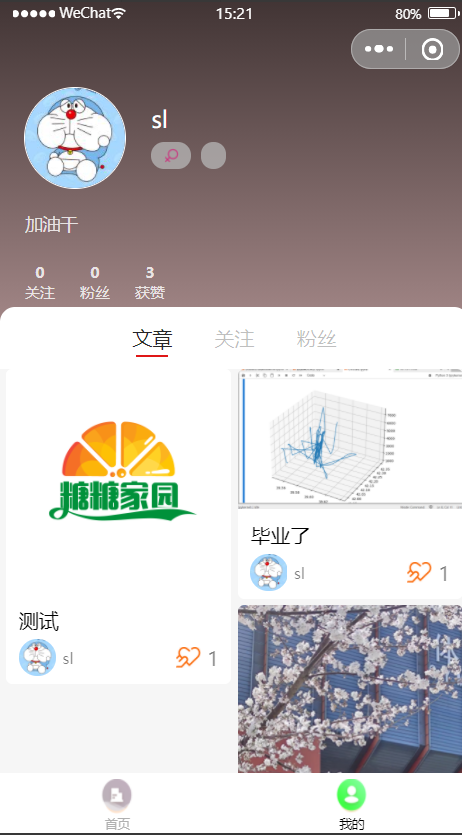 WeChat
15:21
80%
sl
加油干
0
0
3
关注
粉丝
获赞
文章
关注
粉丝
糖糖家园
测试
sl
1
毕业了
sl
1
体
首页
我的